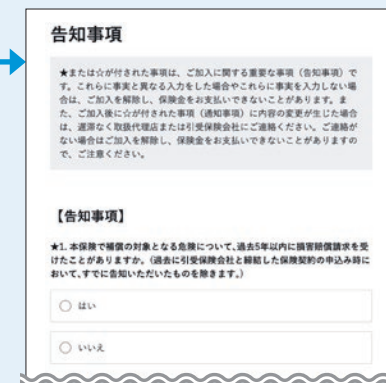 告知事項
★または☆が付された事項は、ご加入に関する重要な事項（告知事項）で
す。これらに事実と異なる入力をした場合やこれらに事実を入力しない場
合は、ご加入を解除し、保険金をお支払いできないことがあります。ま
た、ご加入後に☆が付された事項（通知事項）に内容の変更が生じた場合
は、遅滞なく取扱代理店または引受保険会社にご連絡ください。ご連絡が
ない場合はご加入を解除し、保険金をお支払いできないことがありますの
で、ご注意ください。
【告知事項】
★1. 本保険で補償の対象となる危険について、過去5年以内に損害賠償請求を受
けたことがありますか。（過去に引受保険会社と締結した保険契約の申込み時に
おいて、すでに告知いただいたものを除きます。）
はい
いいえ